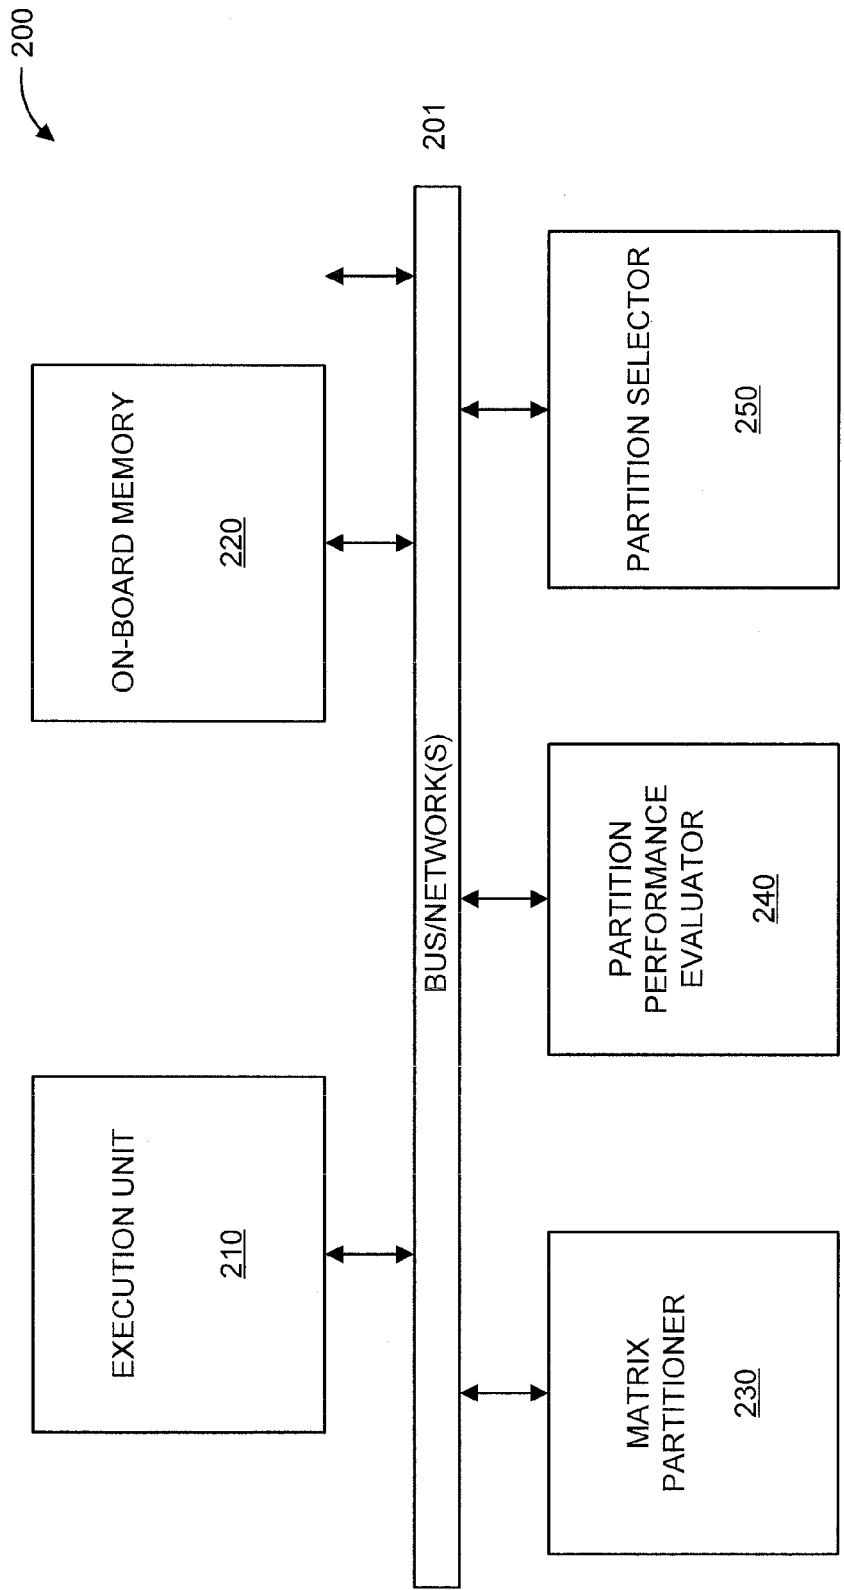 200
EXECUTION UNIT
210
ON-BOARD MEMORY
220
BUS/NETWORK(S)
201
MATRIX
PARTITIONER
230
PARTITION
PERFORMANCE
EVALUATOR
240
PARTITION SELECTOR
250